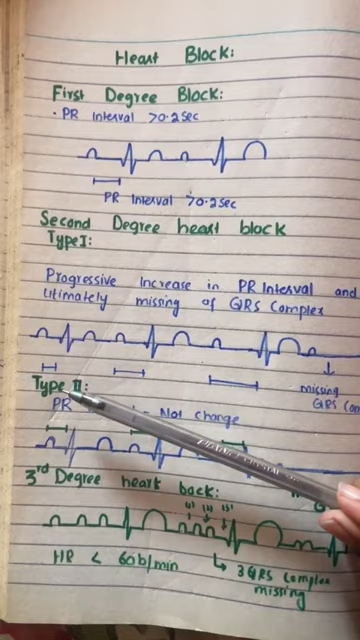 Heart Block:
First Degree Block:
· PR Interval >0.2sec
PR Interval >0.2sec
Second Degree heart block
Type I:
Progressive Increase in PR Interval and
Ultimately missing of QRS Complex
missing
QRS
Type II:
PR - Not change
3rd Degree heart back:
HR < 60b/min
3 QRS Complex
missing